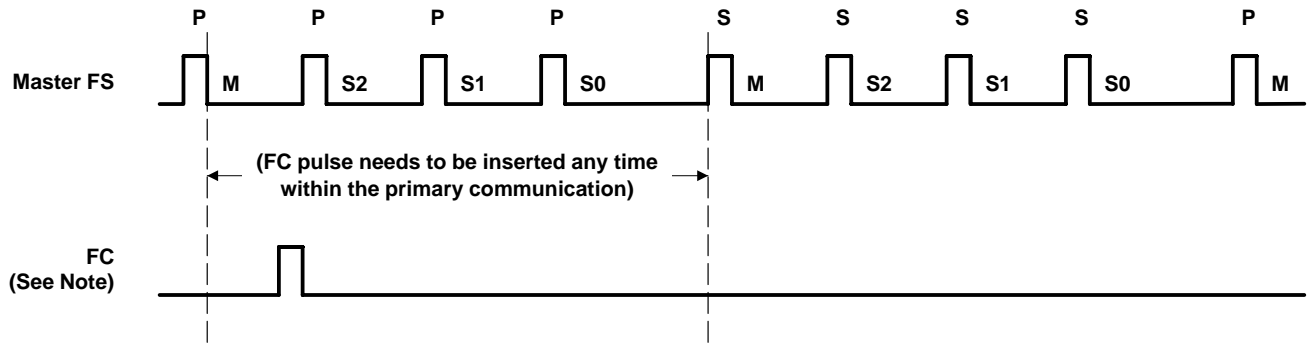 P P P P S S S S P
Master FS M S2 S1 S0 M S2 S1 S0 M
(FC pulse needs to be inserted any time
within the primary communication)
FC
(See Note)